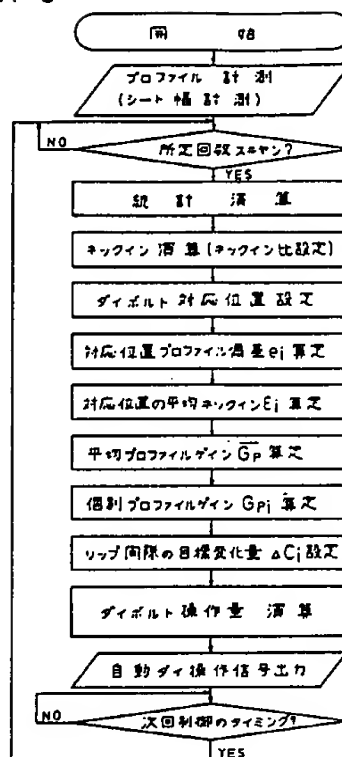 開 始
プロファイル 計測
(シート幅計測)
NO
所定回数スキャン?
YES
統 計 演 算
ネックイン演算(ネックイン比設定)
ダイボルト対応位置設定
対応位置プロファイル偏差ei算定
対応位置の平均ネックインEi算定
平均プロファイルゲインGP算定
個別プロファイルゲインGPi算定
リップ間隙の目標変化量ΔCi設定
ダイボルト操作量 演算
自動ダイ操作信号出力
NO
次回制御のタイミング?
YES